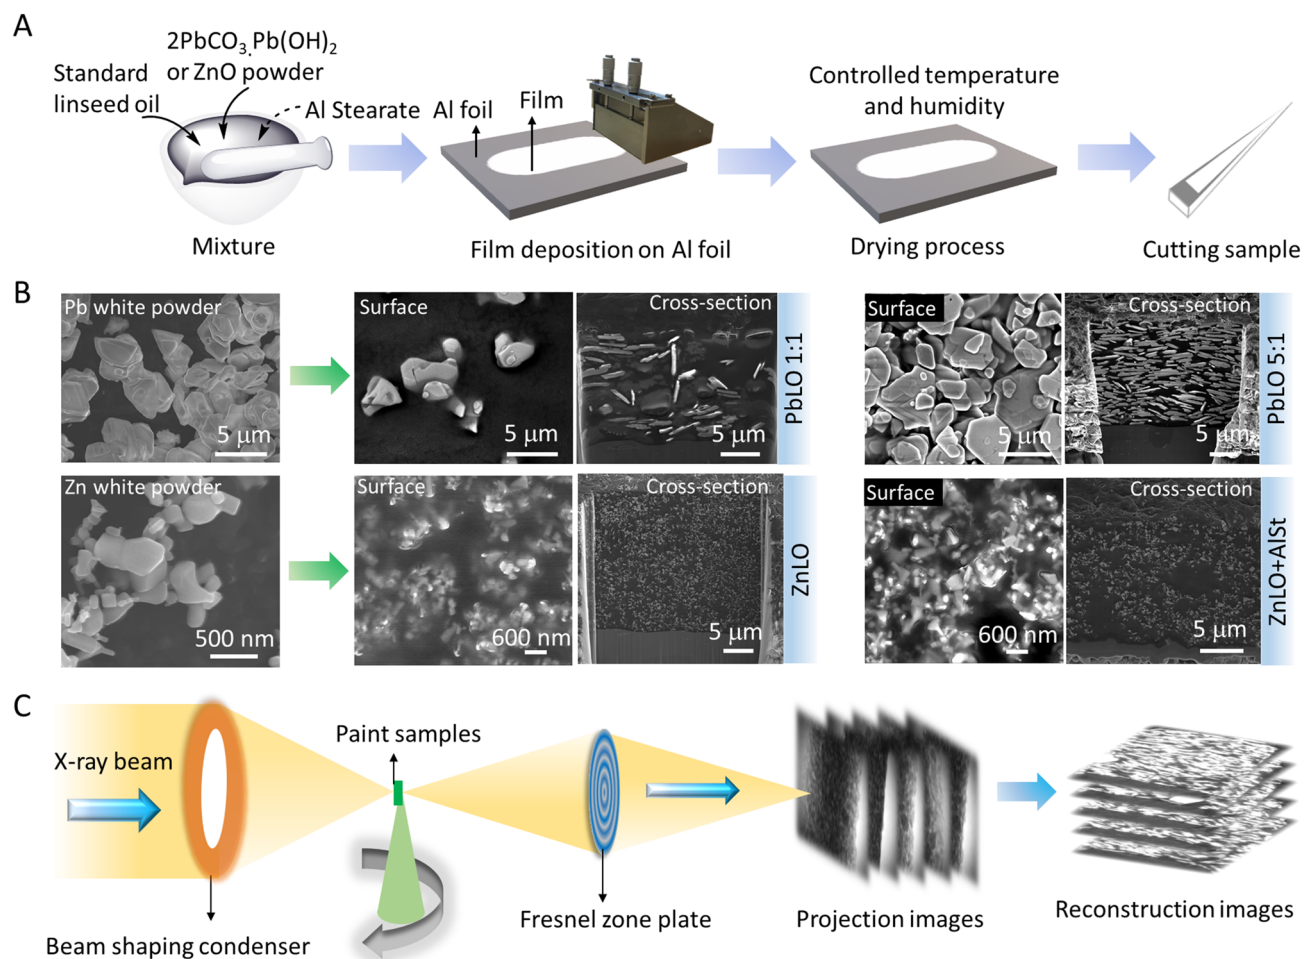 A
2PbCO3.Pb(OH)2
or ZnO powder
Standard
linseed oil
Al Stearate
Al foil
Film
Controlled temperature
and humidity
Mixture
Film deposition on Al foil
Drying process
Cutting sample
B
Pb white powder
5 μm
Surface
5 μm
Cross-section
5 μm
PbLO 1:1
Surface
5 μm
Cross-section
5 μm
PbLO 5:1
Zn white powder
500 nm
Surface
600 nm
Cross-section
5 μm
ZnLO
Surface
600 nm
Cross-section
5 μm
ZnLO+AlSt
C
X-ray beam
Paint samples
Beam shaping condenser
Fresnel zone plate
Projection images
Reconstruction images